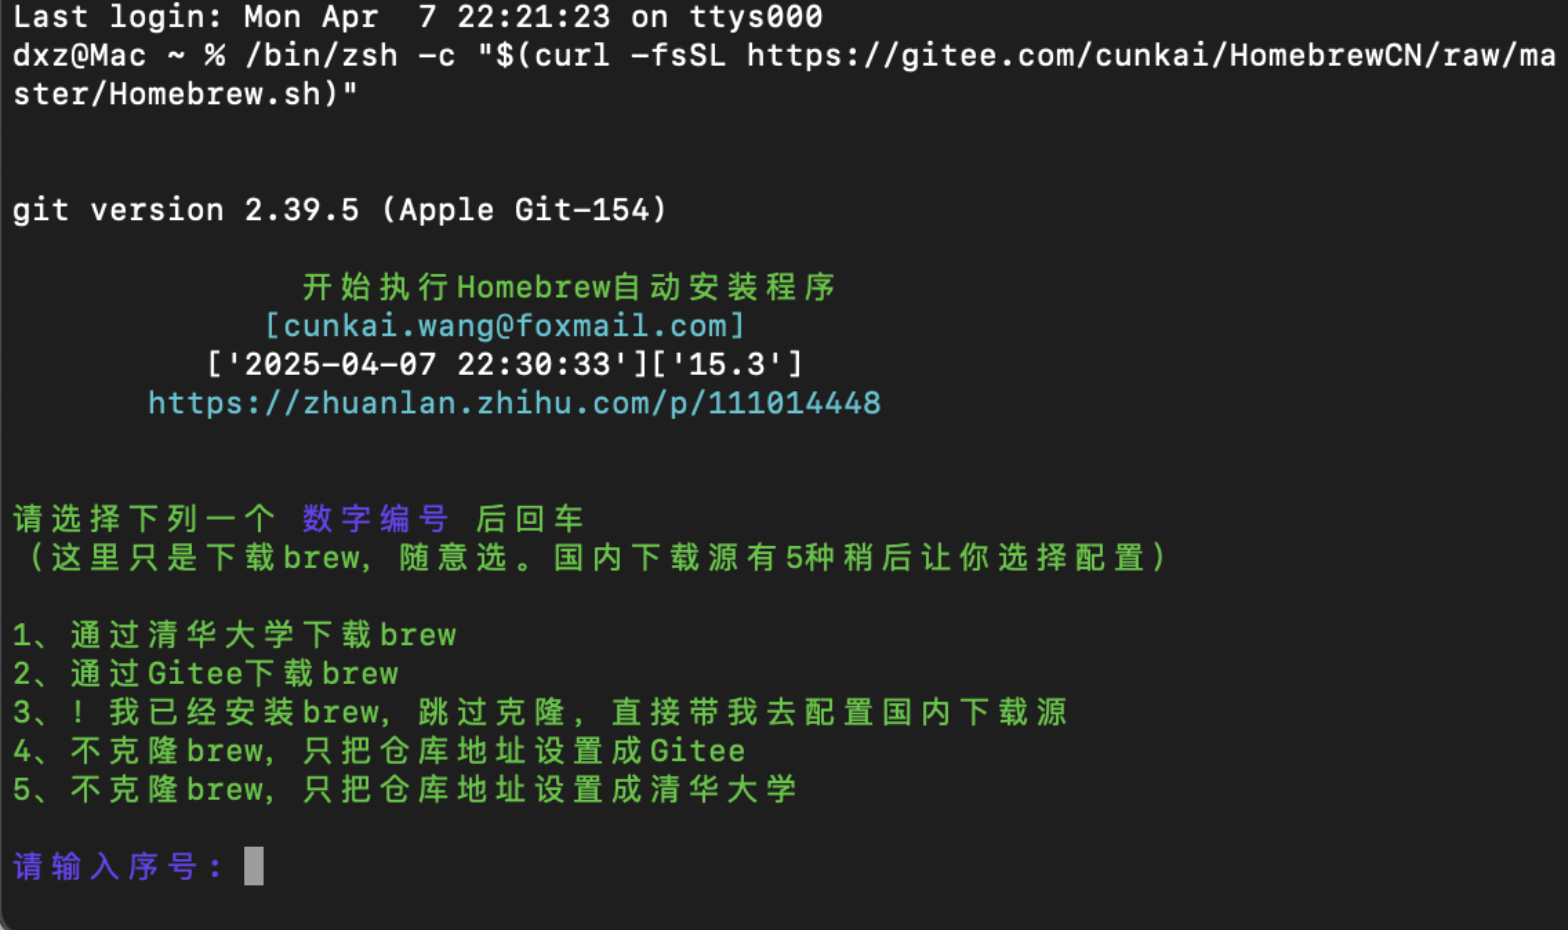 Last login: Mon Apr  7 22:21:23 on ttys000
dxz@Mac ~ % /bin/zsh -c "$(curl -fsSL https://gitee.com/cunkai/HomebrewCN/raw/ma
ster/Homebrew.sh)"
git version 2.39.5 (Apple Git-154)
开始执行Homebrew自动安装程序
[cunkai.wang@foxmail.com]
['2025-04-07 22:30:33']['15.3']
https://zhuanlan.zhihu.com/p/111014448
请选择下列一个 数字编号 后回车
（这里只是下载brew, 随意选。国内下载源有5种稍后让你选择配置）
1、通过清华大学下载brew
2、通过Gitee下载brew
3、！我已经安装brew, 跳过克隆, 直接带我去配置国内下载源
4、不克隆brew, 只把仓库地址设置成Gitee
5、不克隆brew, 只把仓库地址设置成清华大学
请输入序号：